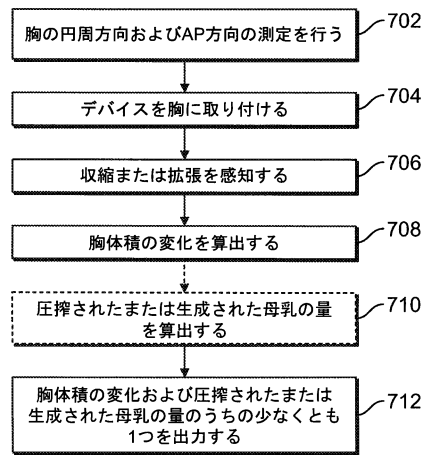 胸の円周方向およびAP方向の測定を行う
702
デバイスを胸に取り付ける
704
収縮または拡張を感知する
706
胸体積の変化を算出する
708
圧搾されたまたは生成された母乳の量
を算出する
710
胸体積の変化および圧搾されたまたは
生成された母乳の量のうちの少なくとも
1つを出力する
712